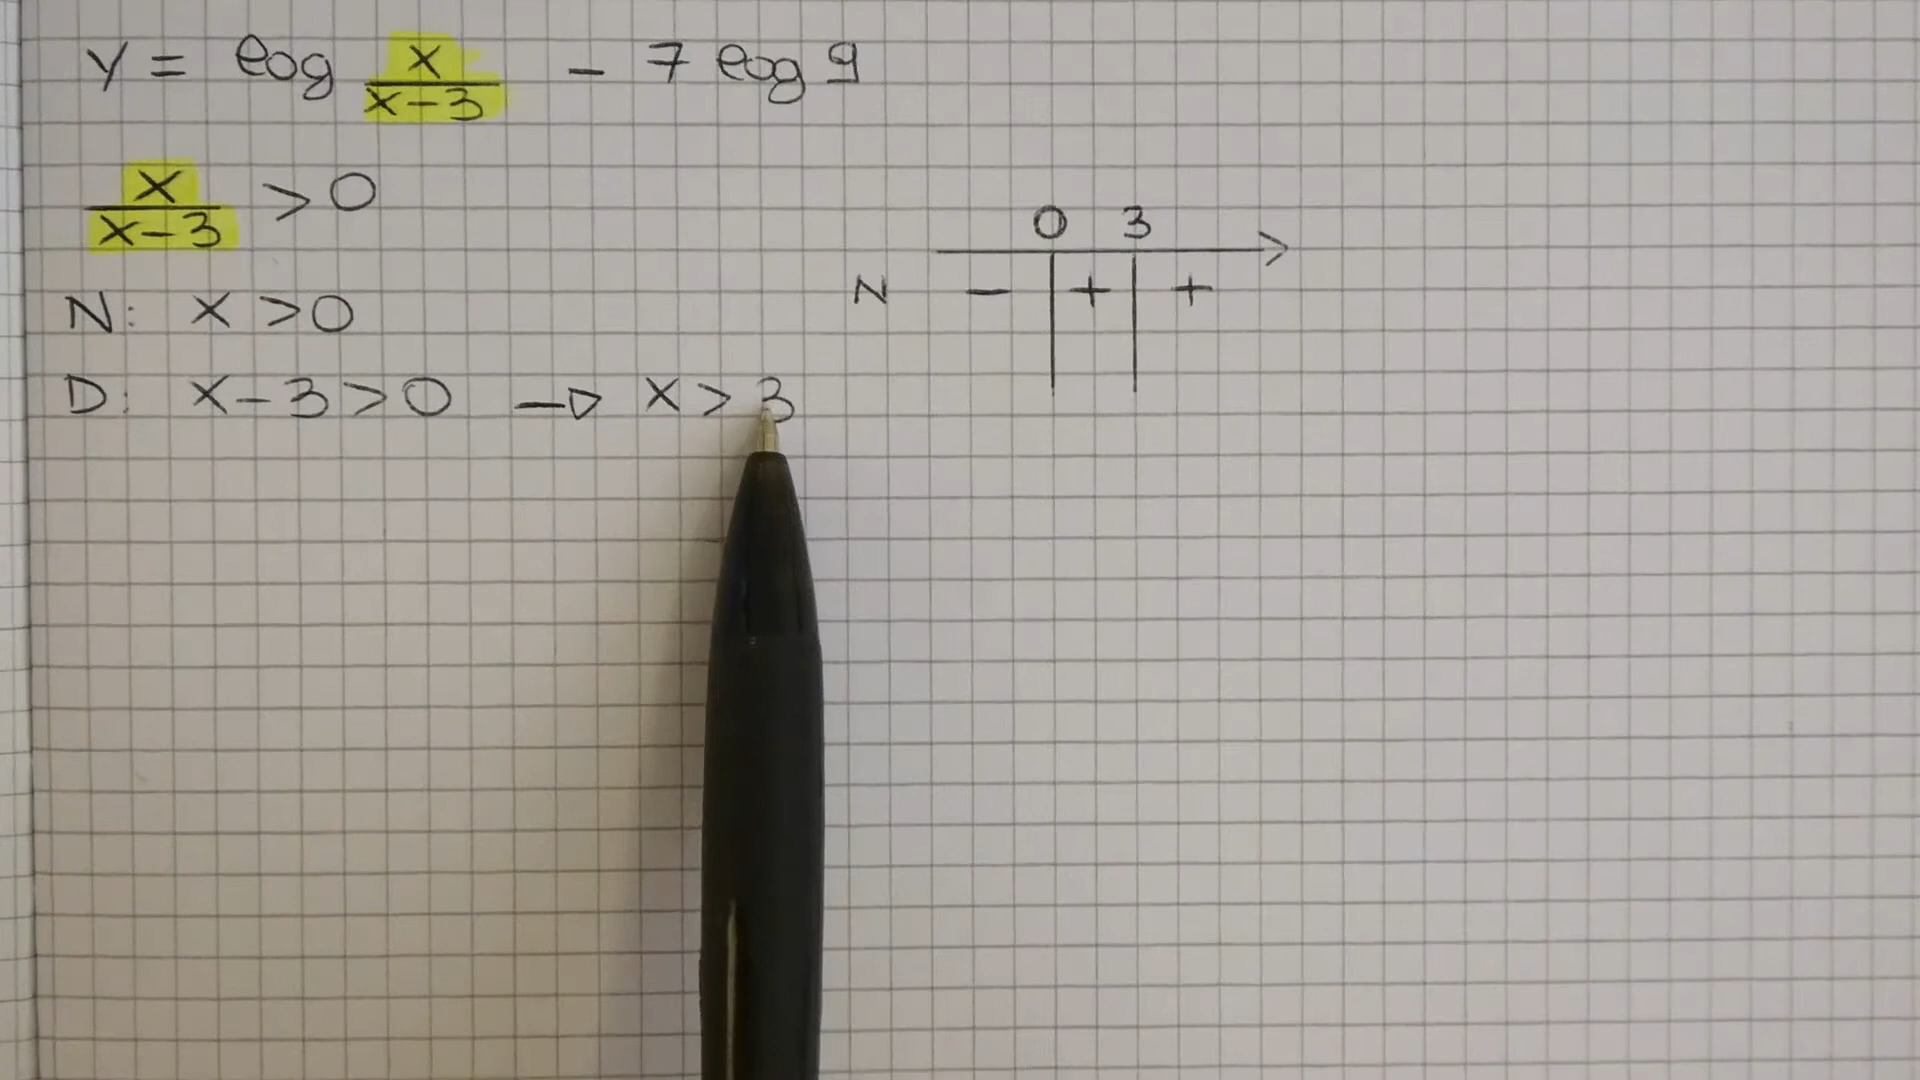 y = log x/(x-3) - 7 log 9
x/(x-3) > 0
N: x > 0
D: x - 3 > 0 → x > 3
0 3
N - + +